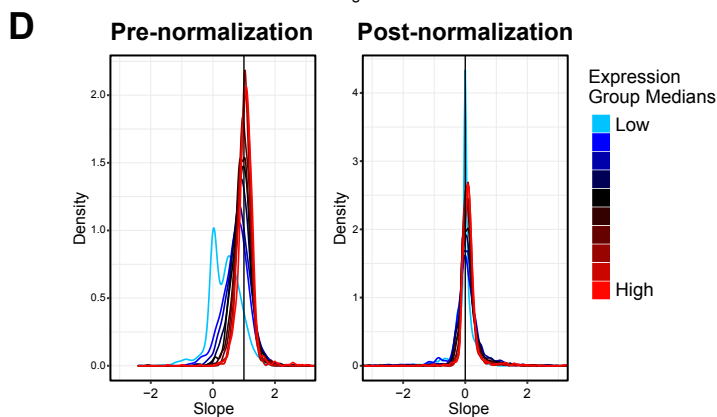 D
Pre-normalization
Post-normalization
Density
2.0
1.5
1.0
0.5
0.0
−2
0
2
Slope
Density
4
3
2
1
0
−2
0
2
Slope
Expression
Group Medians
Low
High